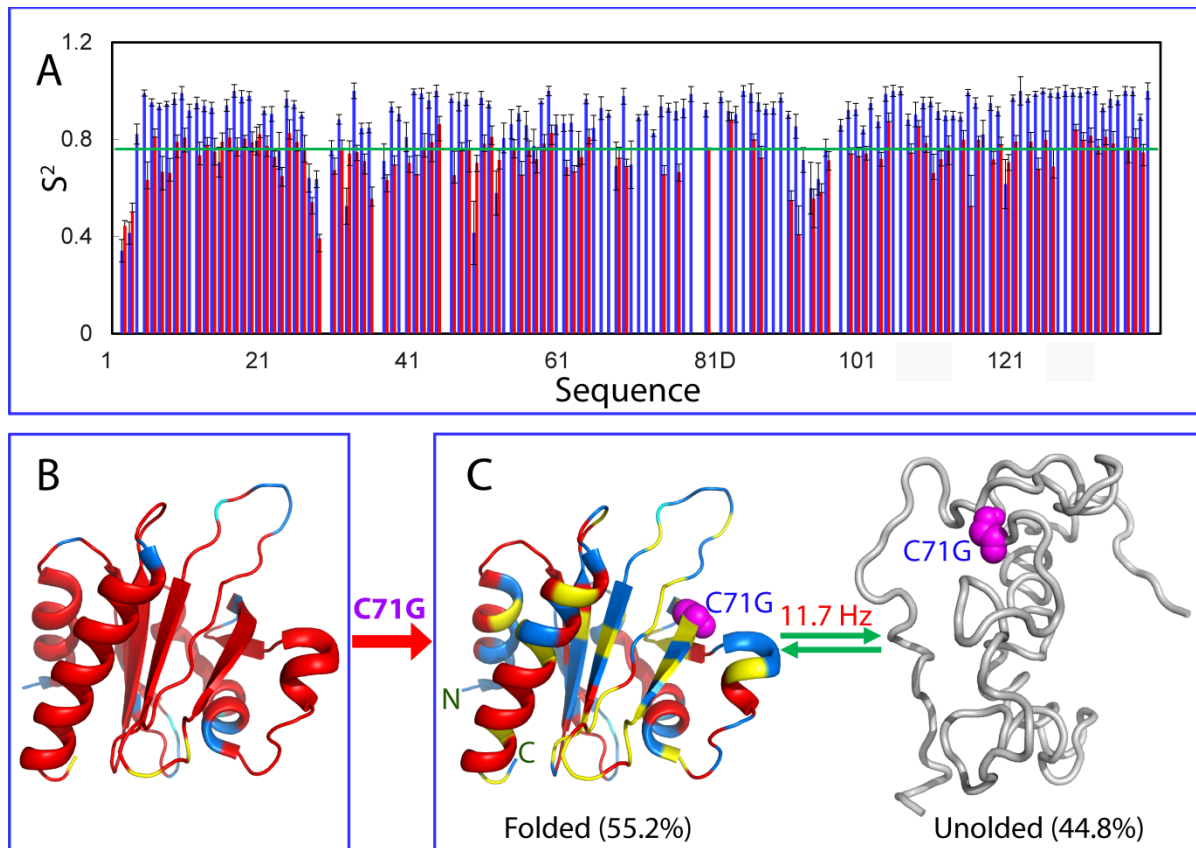 A
1.2
0.8
0.4
0
S2
1 21 41 61 81D 101 121
Sequence
B
C71G
C
C71G
11.7 Hz
C71G
N
C
Folded (55.2%)
Unolded (44.8%)